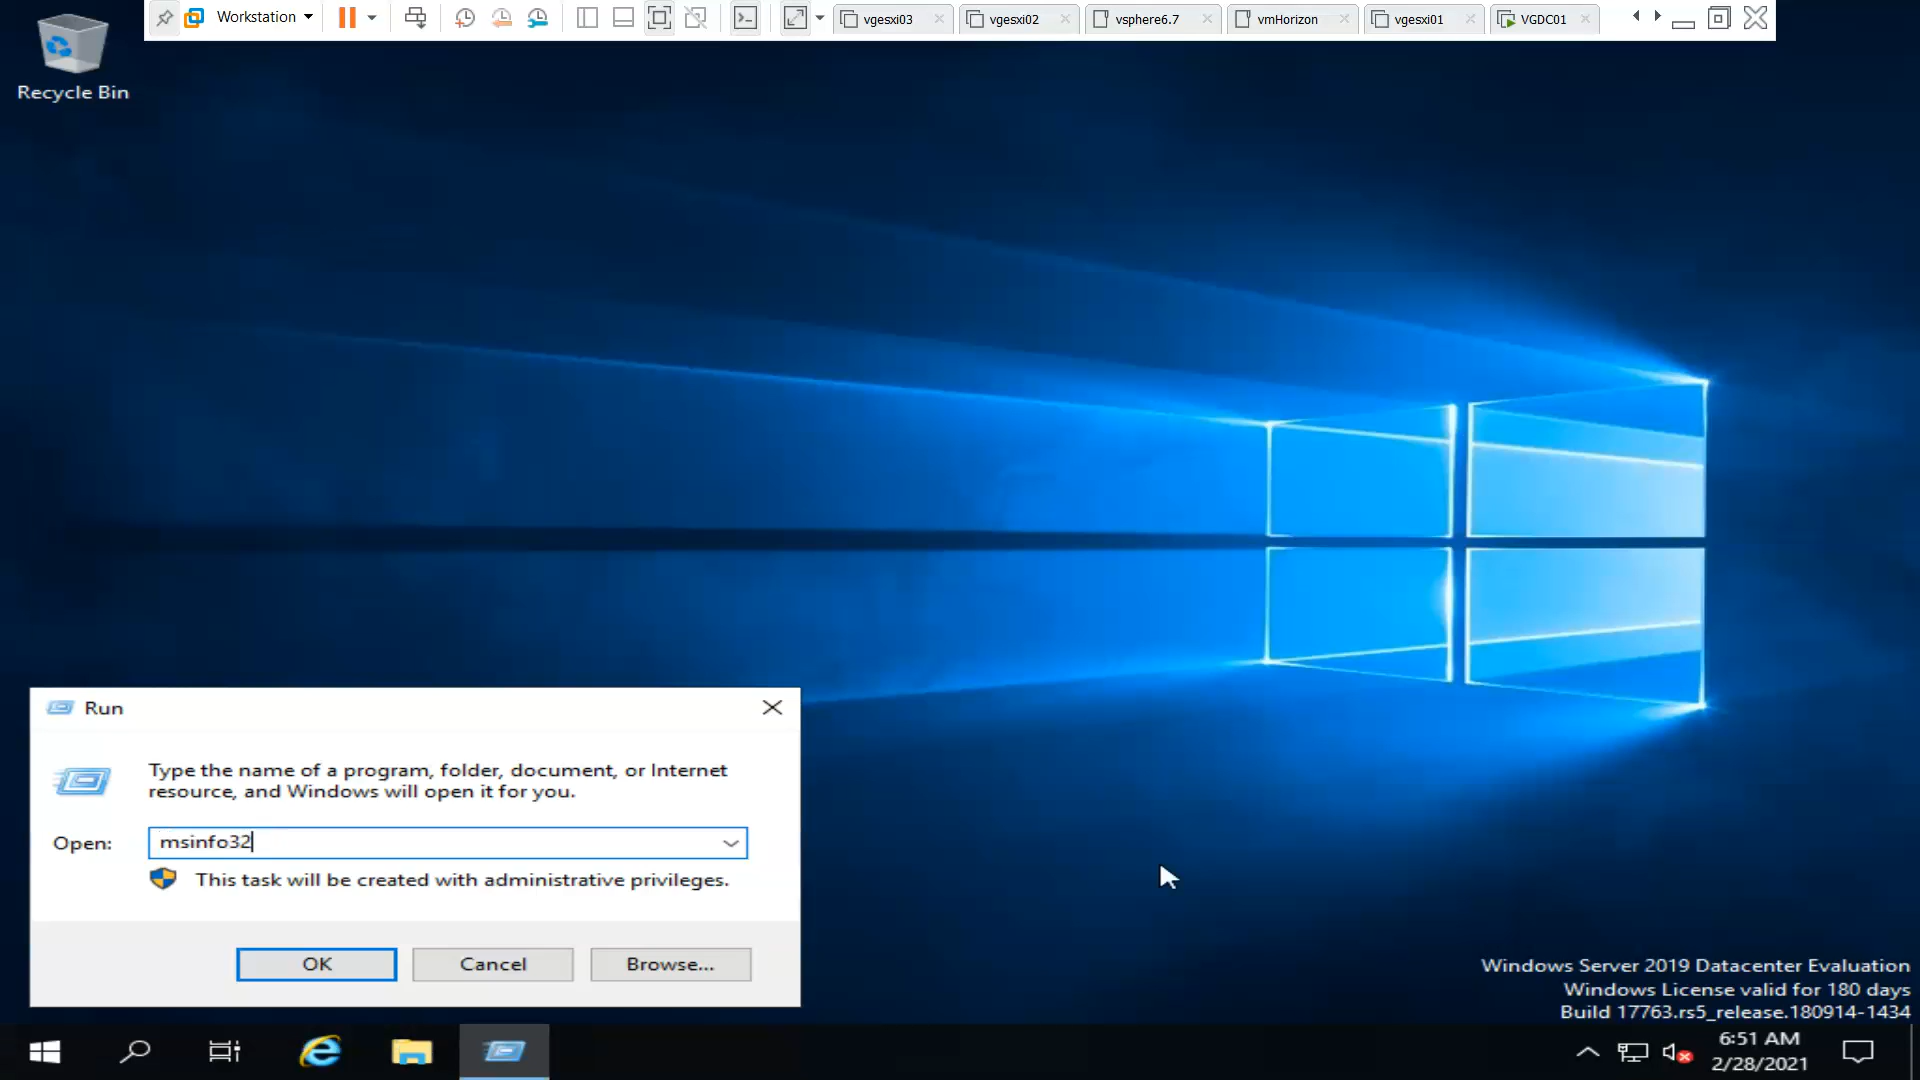 Workstation
vgesxi03
vgesxi02
vsphere6.7
vmHorizon
vgesxi01
VGDC01
Recycle Bin
Run
Type the name of a program, folder, document, or Internet
resource, and Windows will open it for you.
Open:
msinfo32
This task will be created with administrative privileges.
OK
Cancel
Browse...
Windows Server 2019 Datacenter Evaluation
Windows License valid for 180 days
Build 17763.rs5_release.180914-1434
6:51 AM
2/28/2021